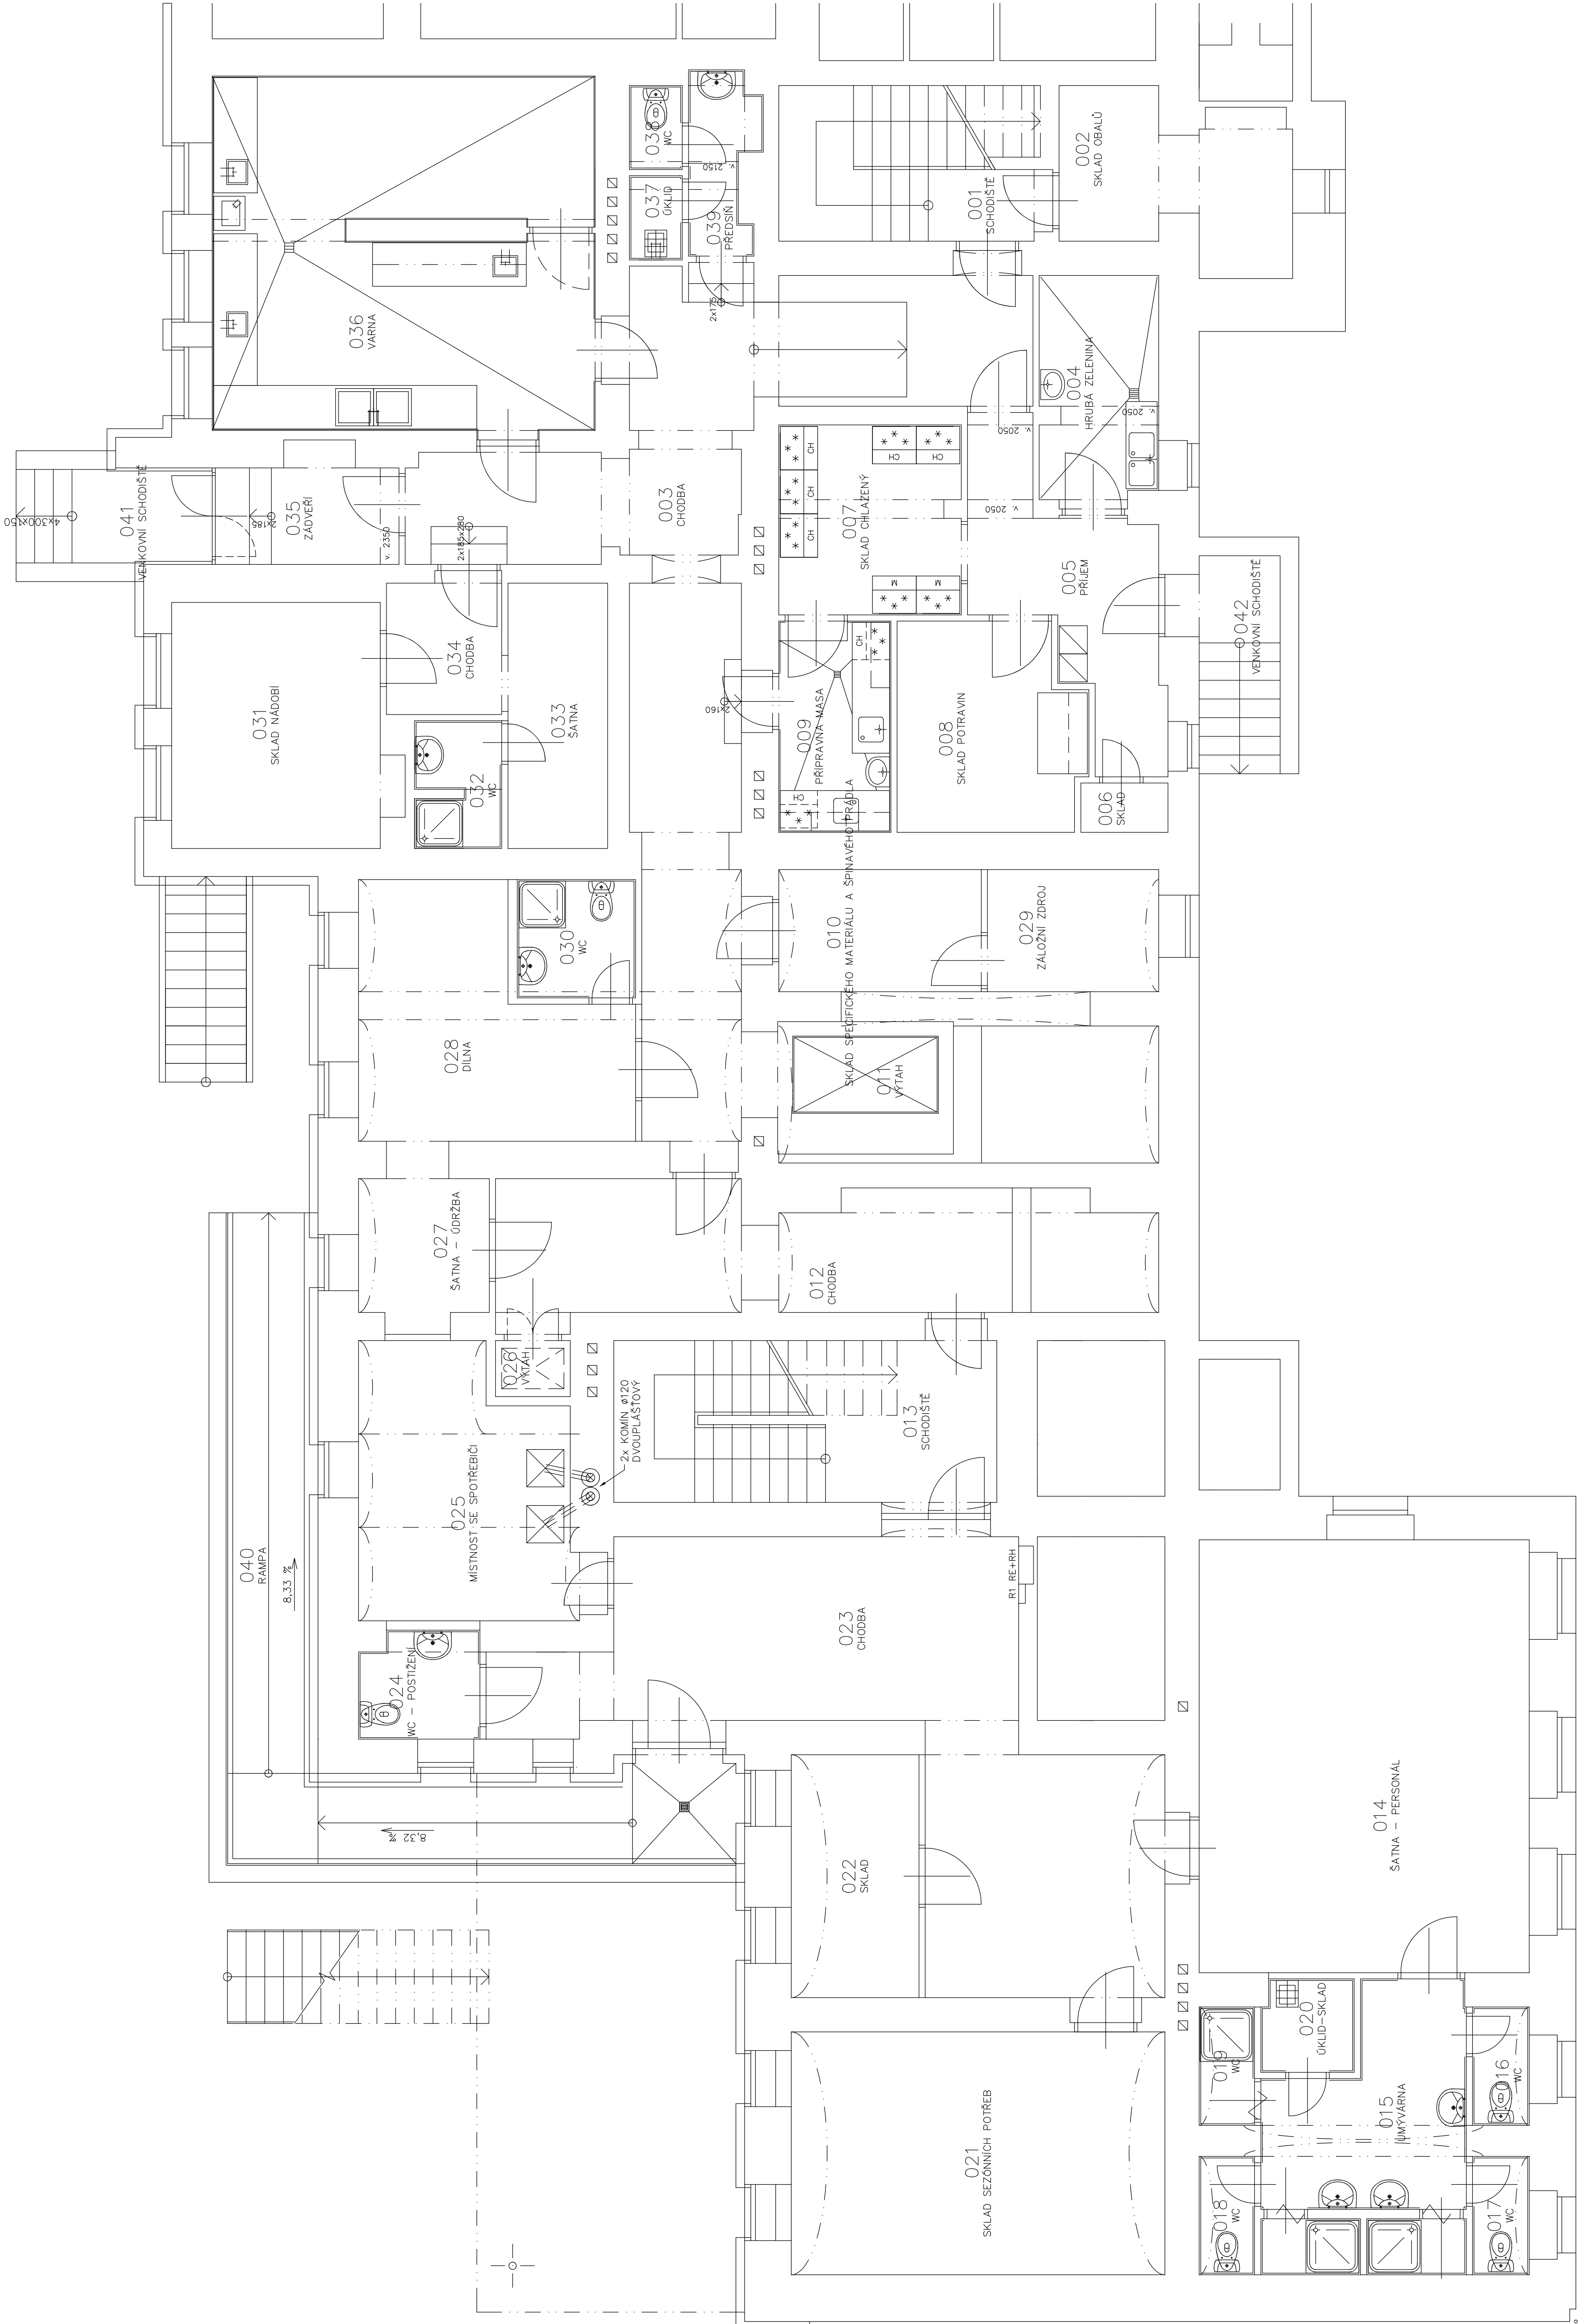 001
SCHODIŠTĚ
002
SKLAD OBALŮ
003
CHODBA
004
HRUBÁ ZELENINA
v. 2050
v. 2050
v. 2050
005
PŘÍJEM
006
SKLAD
007
SKLAD CHLAZENÝ
CH
CH
CH
CH
CH
M
M
008
SKLAD POTRAVIN
009
PŘÍPRAVNA MASA
CH
CH
2x160
010
SKLAD SPECIFICKÉHO MATERIÁLU A ŠPINAVÉHO PRÁDLA
011
VÝTAH
012
CHODBA
013
SCHODIŠTĚ
014
ŠATNA - PERSONÁL
015
UMÝVÁRNA
016
WC
017
WC
018
WC
019
WC
020
ÚKLID-SKLAD
021
SKLAD SEZÓNNÍCH POTŘEB
022
SKLAD
023
CHODBA
R1 RE+RH
024
WC - POSTIŽENÍ
025
MÍSTNOST SE SPOTŘEBIČI
2x KOMÍN ø120
DVOUPLÁŠŤOVÝ
026
VÝTAH
027
ŠATNA - ÚDRŽBA
028
DÍLNA
029
ZÁLOŽNÍ ZDROJ
030
WC
031
SKLAD NÁDOBÍ
032
WC
033
ŠATNA
034
CHODBA
2x185x280
035
ZÁDVEŘÍ
v. 2350
2x185
036
VARNA
037
ÚKLID
038
WC
039
PŘEDSÍŇ
v. 2150
2x175
040
RAMPA
8,33 %
8,32 %
041
VENKOVNÍ SCHODIŠTĚ
4x300x150
042
VENKOVNÍ SCHODIŠTĚ